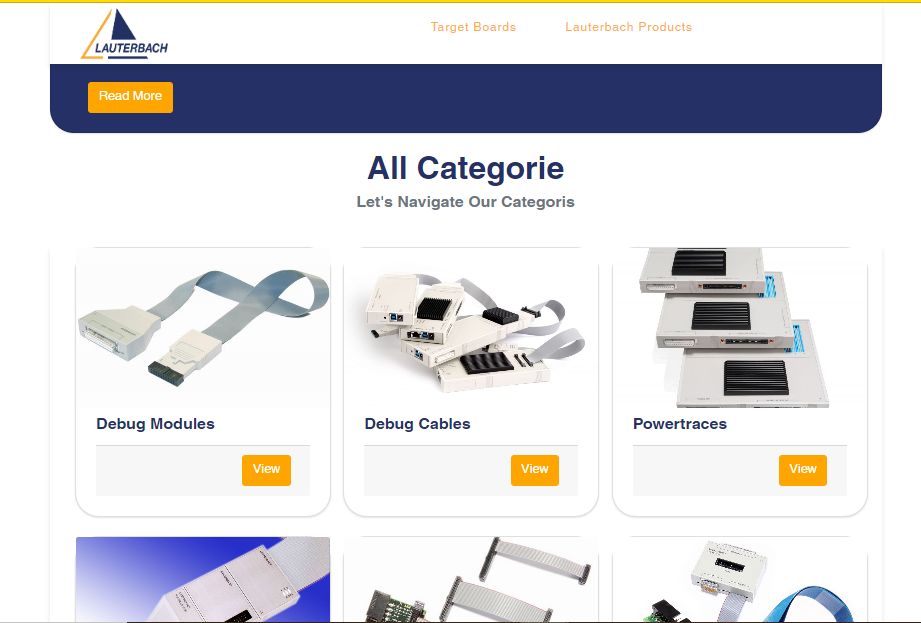 LAUTERBACH
Target Boards
Lauterbach Products
Read More
All Categorie
Let's Navigate Our Categoris
Debug Modules
Debug Cables
Powertraces
View
View
View